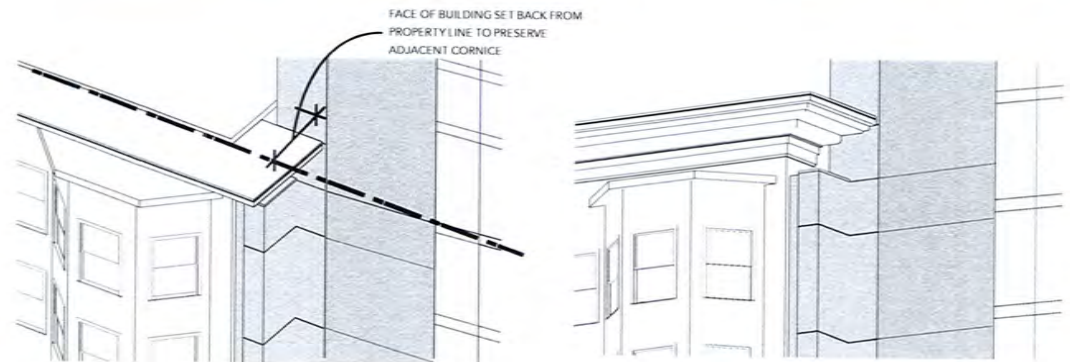 FACE OF BUILDING SET BACK FROM
PROPERTY LINE TO PRESERVE
ADJACENT CORNICE